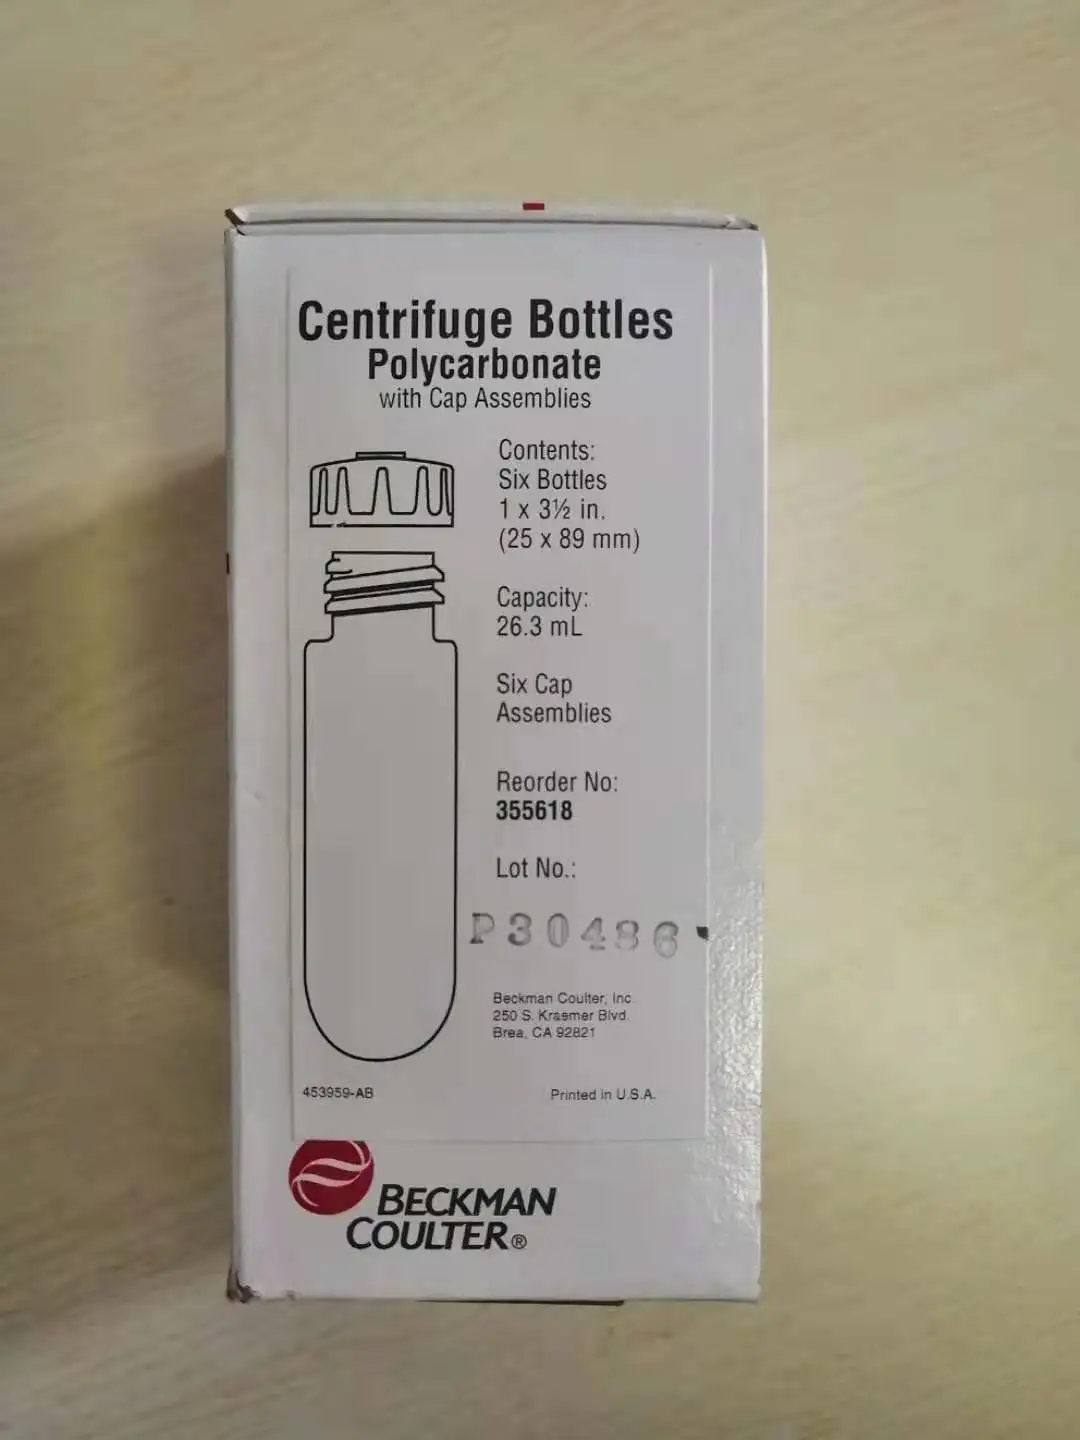 Centrifuge Bottles
Polycarbonate
with Cap Assemblies
Contents:
Six Bottles
1 x 3½ in.
(25 x 89 mm)
Capacity:
26.3 mL
Six Cap
Assemblies
Reorder No:
355618
Lot No.:
P30486
Beckman Coulter, Inc.
250 S. Kraemer Blvd.
Brea, CA 92821
453959-AB
Printed in U.S.A.
BECKMAN
COULTER®